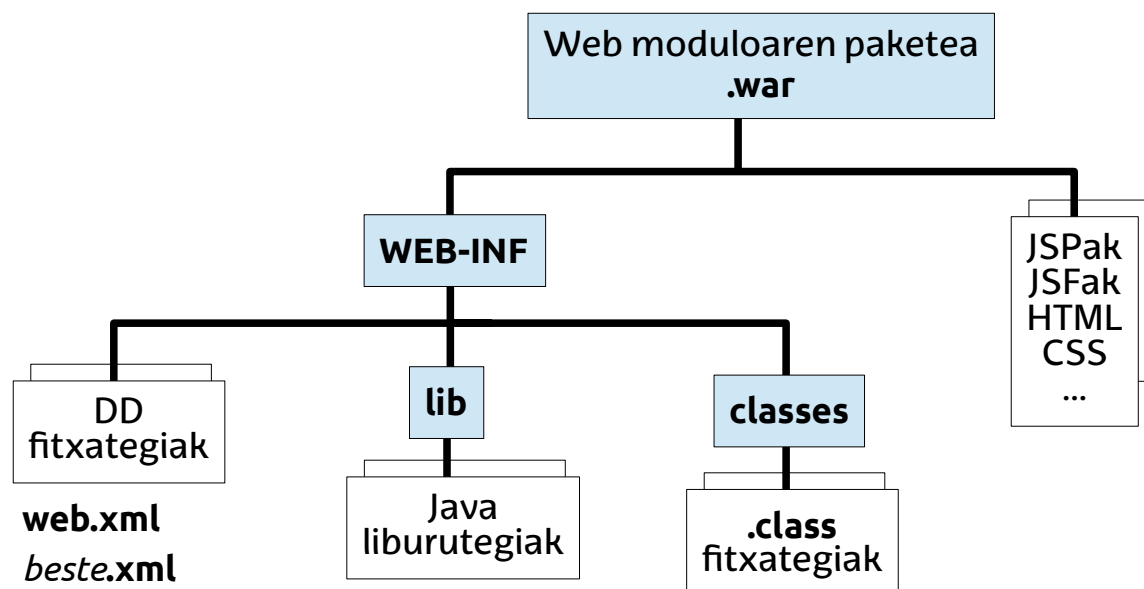 Web moduloaren paketea
.war
WEB-INF
JSPak
JSFak
HTML
CSS
...
DD
fitxategiak
web.xml
beste.xml
lib
Java
liburutegiak
classes
.class
fitxategiak